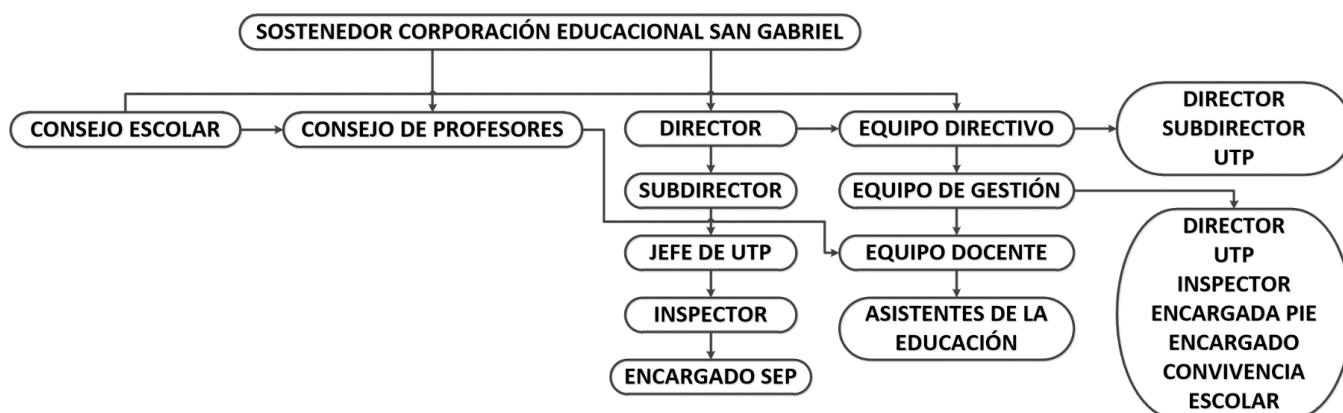 SOSTENEDOR CORPORACIÓN EDUCACIONAL SAN GABRIEL
CONSEJO ESCOLAR
CONSEJO DE PROFESORES
DIRECTOR
EQUIPO DIRECTIVO
DIRECTOR
SUBDIRECTOR
UTP
SUBDIRECTOR
EQUIPO DE GESTIÓN
JEFE DE UTP
EQUIPO DOCENTE
INSPECTOR
ASISTENTES DE LA
EDUCACIÓN
ENCARGADO SEP
DIRECTOR
UTP
INSPECTOR
ENCARGADA PIE
ENCARGADO
CONVIVENCIA
ESCOLAR